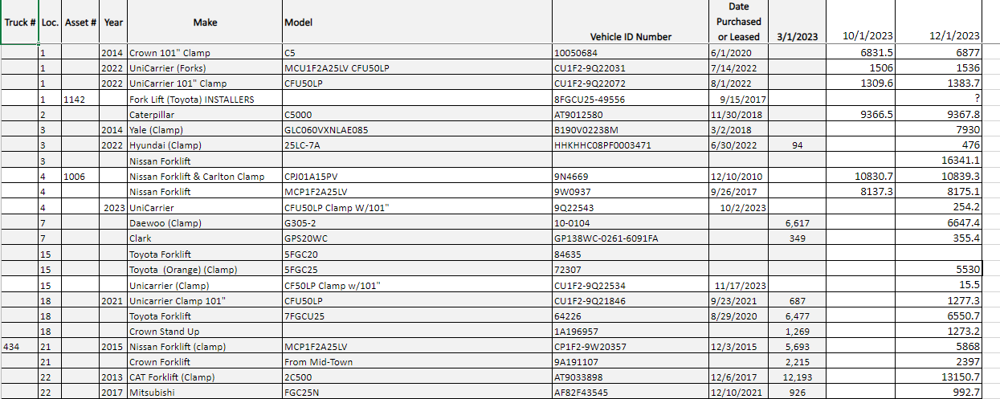 Truck # Loc. Asset # Year Make Model Vehicle ID Number Date Purchased or Leased 3/1/2023 10/1/2023 12/1/2023
1 2014 Crown 101" Clamp C5 10050684 6/1/2020 6831.5 6877
1 2022 UniCarrier (Forks) MCU1F2A25LV CFU50LP CU1F2-9Q22031 7/14/2022 1506 1536
1 2022 UniCarrier 101" Clamp CFU50LP CU1F2-9Q22072 8/1/2022 1309.6 1383.7
1 1142 Fork Lift (Toyota) INSTALLERS 8FGCU25-49556 9/15/2017 ?
2 Caterpillar C5000 AT9012580 11/30/2018 9366.5 9367.8
3 2014 Yale (Clamp) GLC060VXNLAE085 B190V02238M 3/2/2018 7930
3 2022 Hyundai (Clamp) 25LC-7A HHKHHC08PF0003471 6/30/2022 94 476
3 Nissan Forklift 16341.1
4 1006 Nissan Forklift & Carlton Clamp CPJ01A15PV 9N4669 12/10/2010 10830.7 10839.3
4 Nissan Forklift MCP1F2A25LV 9W0937 9/26/2017 8137.3 8175.1
4 2023 UniCarrier CFU50LP Clamp W/101" 9Q22543 10/2/2023 254.2
7 Daewoo (Clamp) G305-2 10-0104 6,617 6647.4
7 Clark GPS20WC GP138WC-0261-6091FA 349 355.4
15 Toyota Forklift 5FGC20 84635
15 Toyota (Orange) (Clamp) 5FGC25 72307 5530
15 Unicarrier (Clamp) CF50LP Clamp w/101" CU1F2-9Q22534 11/17/2023 15.5
18 2021 Unicarrier Clamp 101" CFU50LP CU1F2-9Q21846 9/23/2021 687 1277.3
18 Toyota Forklift 7FGCU25 64226 8/29/2020 6,477 6550.7
18 Crown Stand Up 1A196957 1,269 1273.2
434 21 2015 Nissan Forklift (clamp) MCP1F2A25LV CP1F2-9W20357 12/3/2015 5,693 5868
21 Crown Forklift From Mid-Town 9A191107 2,215 2397
22 2013 CAT Forklift (Clamp) 2C500 AT9033898 12/6/2017 12,193 13150.7
22 2017 Mitsubishi FGC25N AF82F43545 12/10/2021 926 992.7